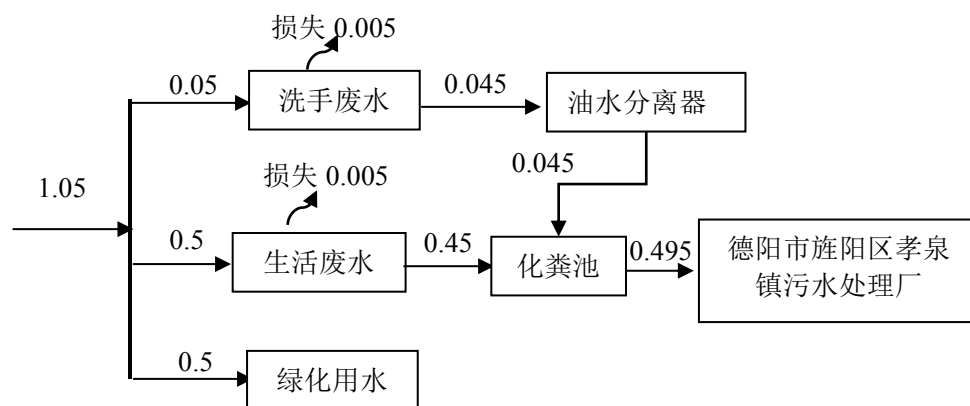 损失 0.005
0.05
洗手废水
0.045
油水分离器
0.045
1.05
损失 0.005
0.5
生活废水
0.45
化粪池
0.495
德阳市旌阳区孝泉
镇污水处理厂
0.5
绿化用水